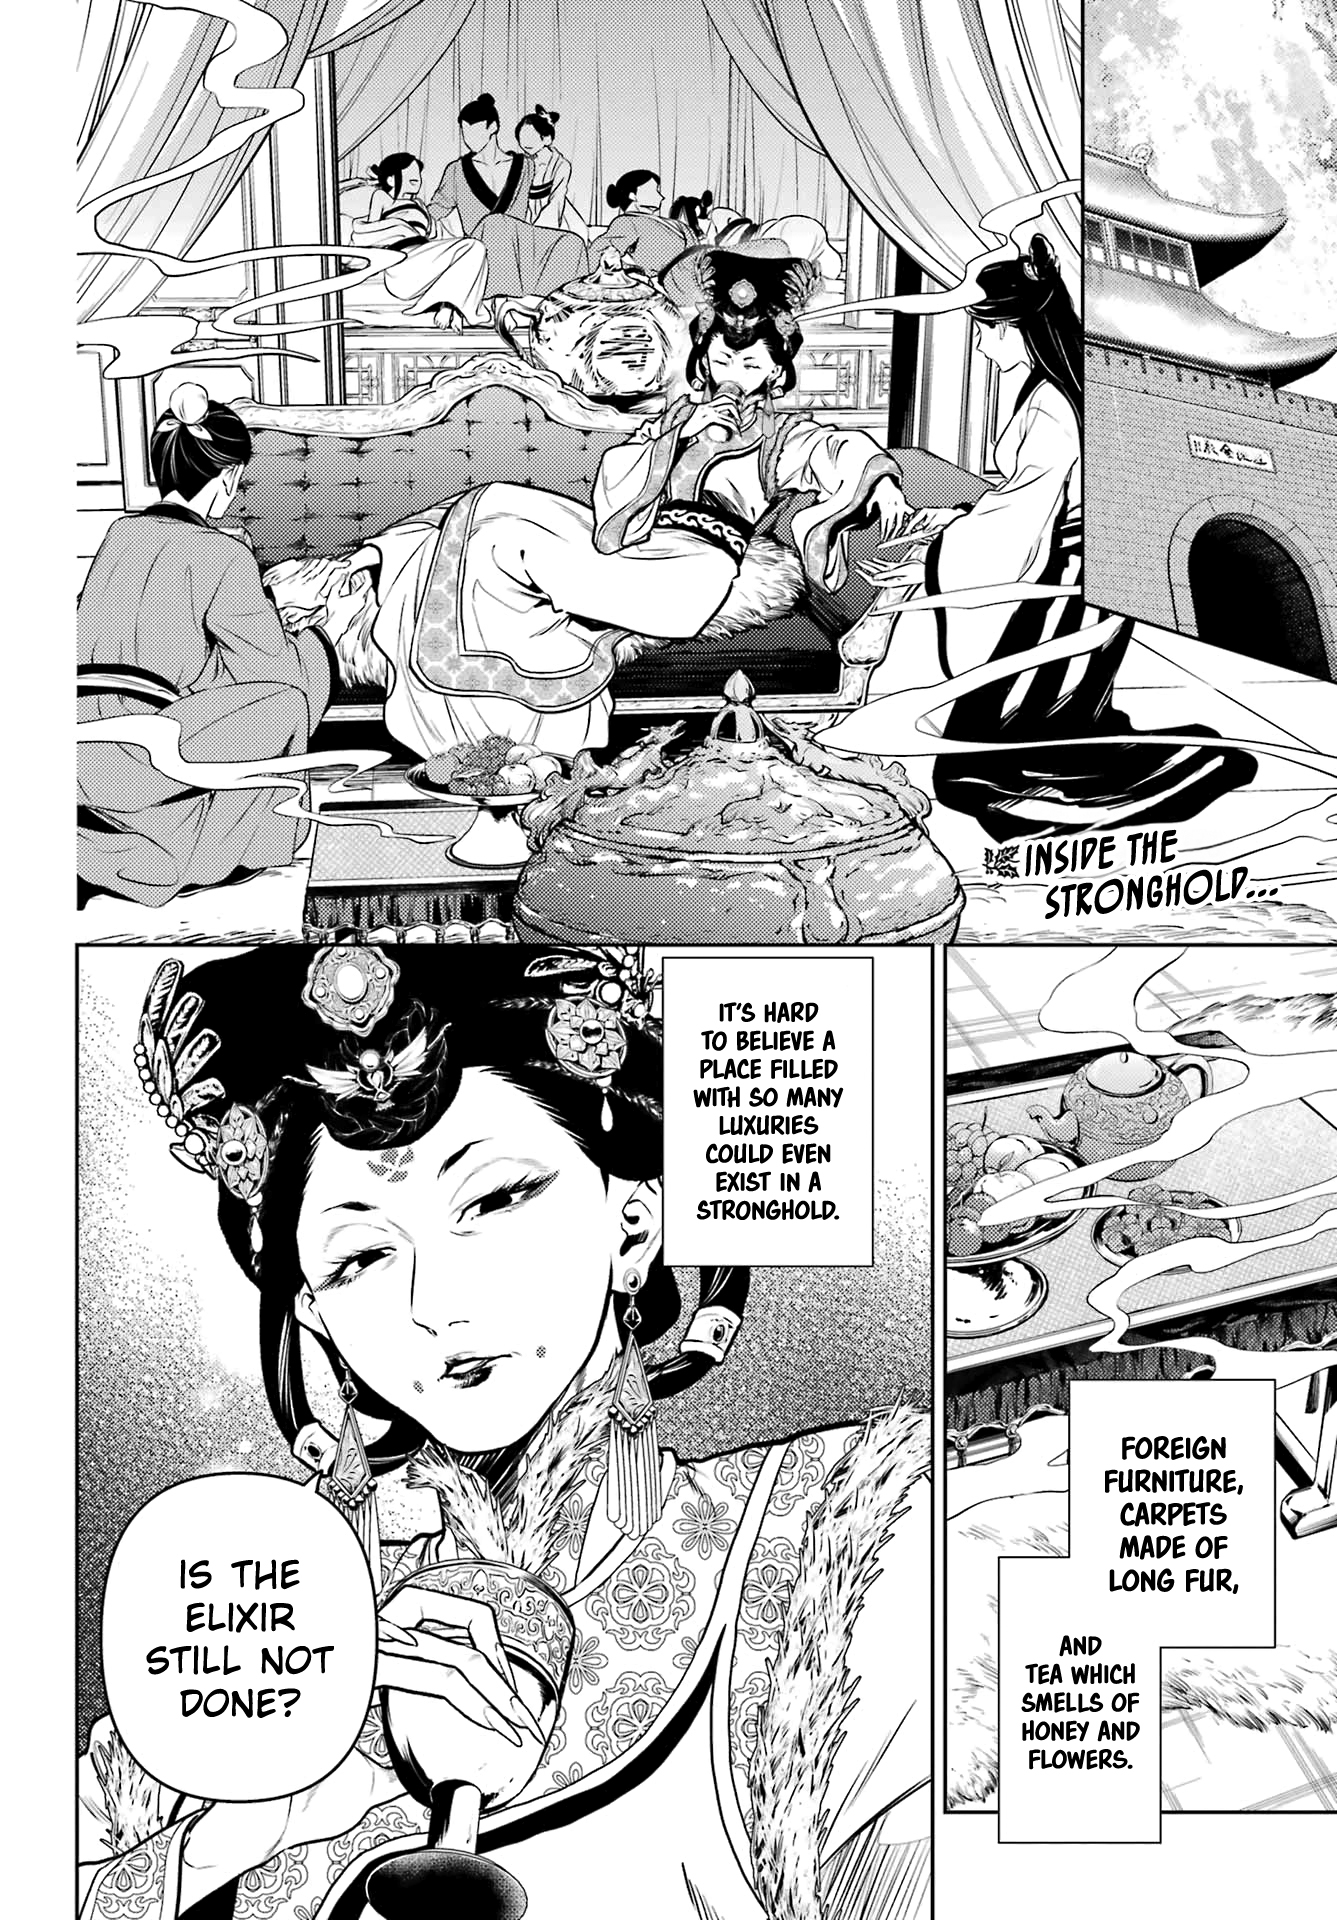 INSIDE THE
STRONGHOLD...
FOREIGN
FURNITURE,
CARPETS
MADE OF
LONG FUR,
AND
TEA WHICH
SMELLS OF
HONEY AND
FLOWERS.
IT'S HARD
TO BELIEVE A
PLACE FILLED
WITH SO MANY
LUXURIES
COULD EVEN
EXIST IN A
STRONGHOLD.
IS THE
ELIXIR
STILL NOT
DONE?